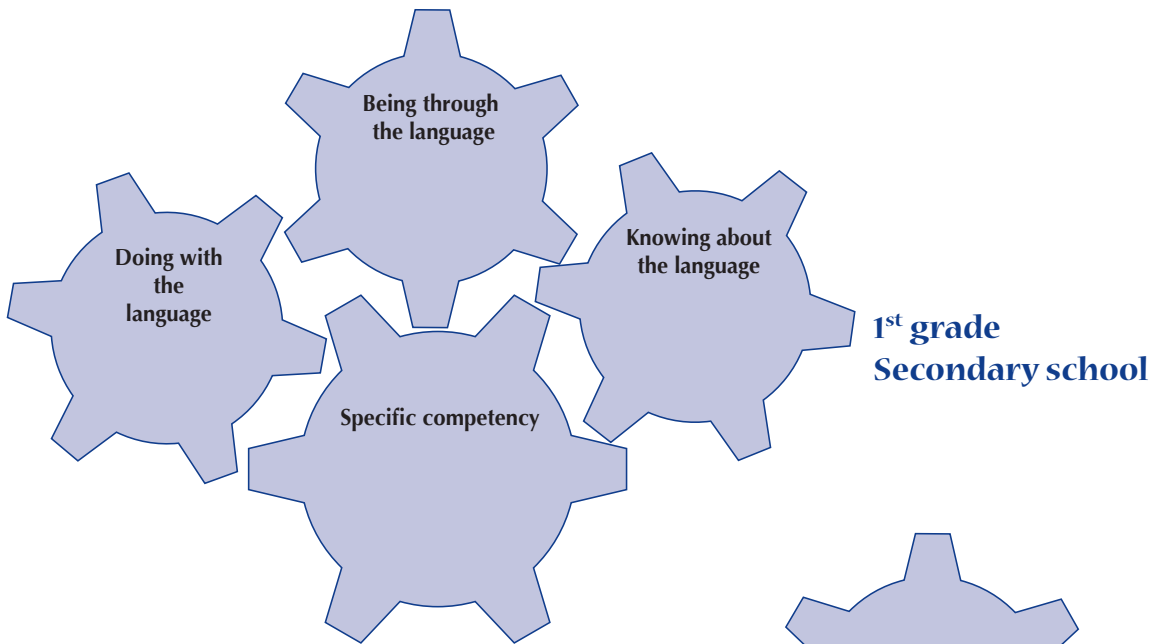 Being through
the language
Doing with
the
language
Knowing about
the language
1st grade
Secondary school
Specific competency